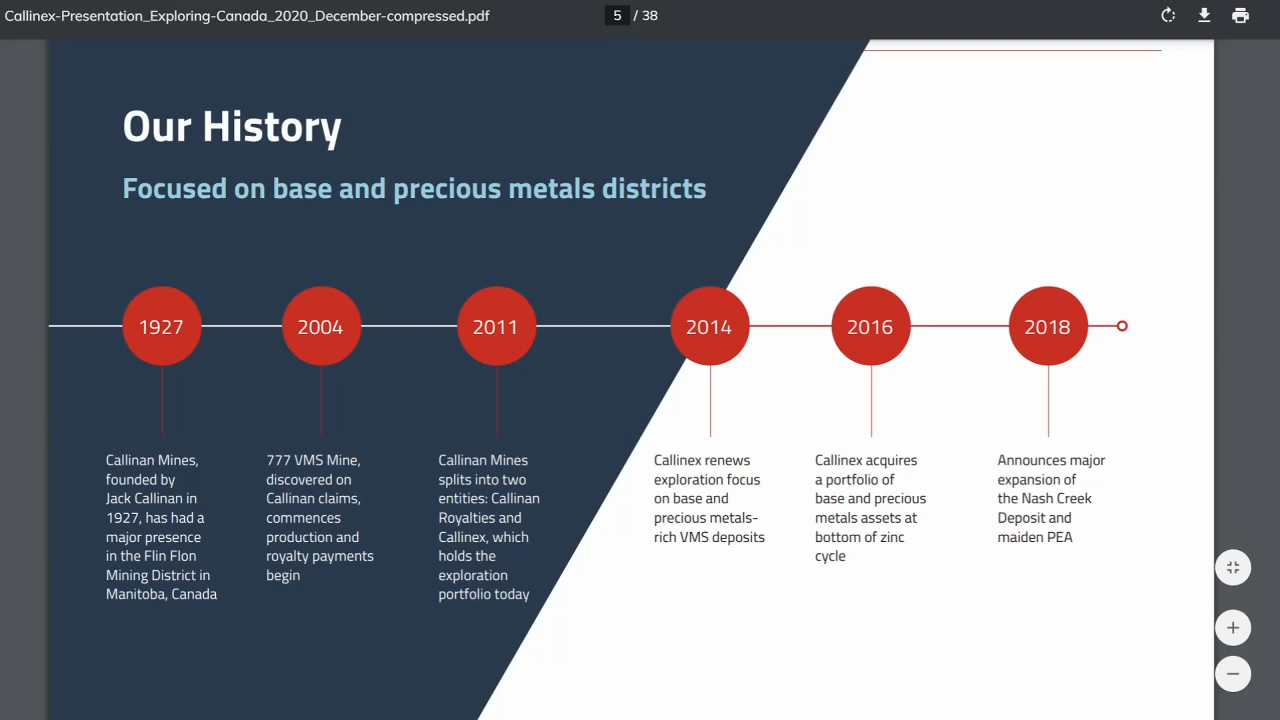 Callinex-Presentation_Exploring-Canada_2020_December-compressed.pdf
5 / 38
Our History
Focused on base and precious metals districts
1927
2004
2011
2014
2016
2018
Callinan Mines,
founded by
Jack Callinan in
1927, has had a
major presence
in the Flin Flon
Mining District in
Manitoba, Canada
777 VMS Mine,
discovered on
Callinan claims,
commences
production and
royalty payments
begin
Callinan Mines
splits into two
entities: Callinan
Royalties and
Callinex, which
holds the
exploration
portfolio today
Callinex renews
exploration focus
on base and
precious metals-
rich VMS deposits
Callinex acquires
a portfolio of
base and precious
metals assets at
bottom of zinc
cycle
Announces major
expansion of
the Nash Creek
Deposit and
maiden PEA